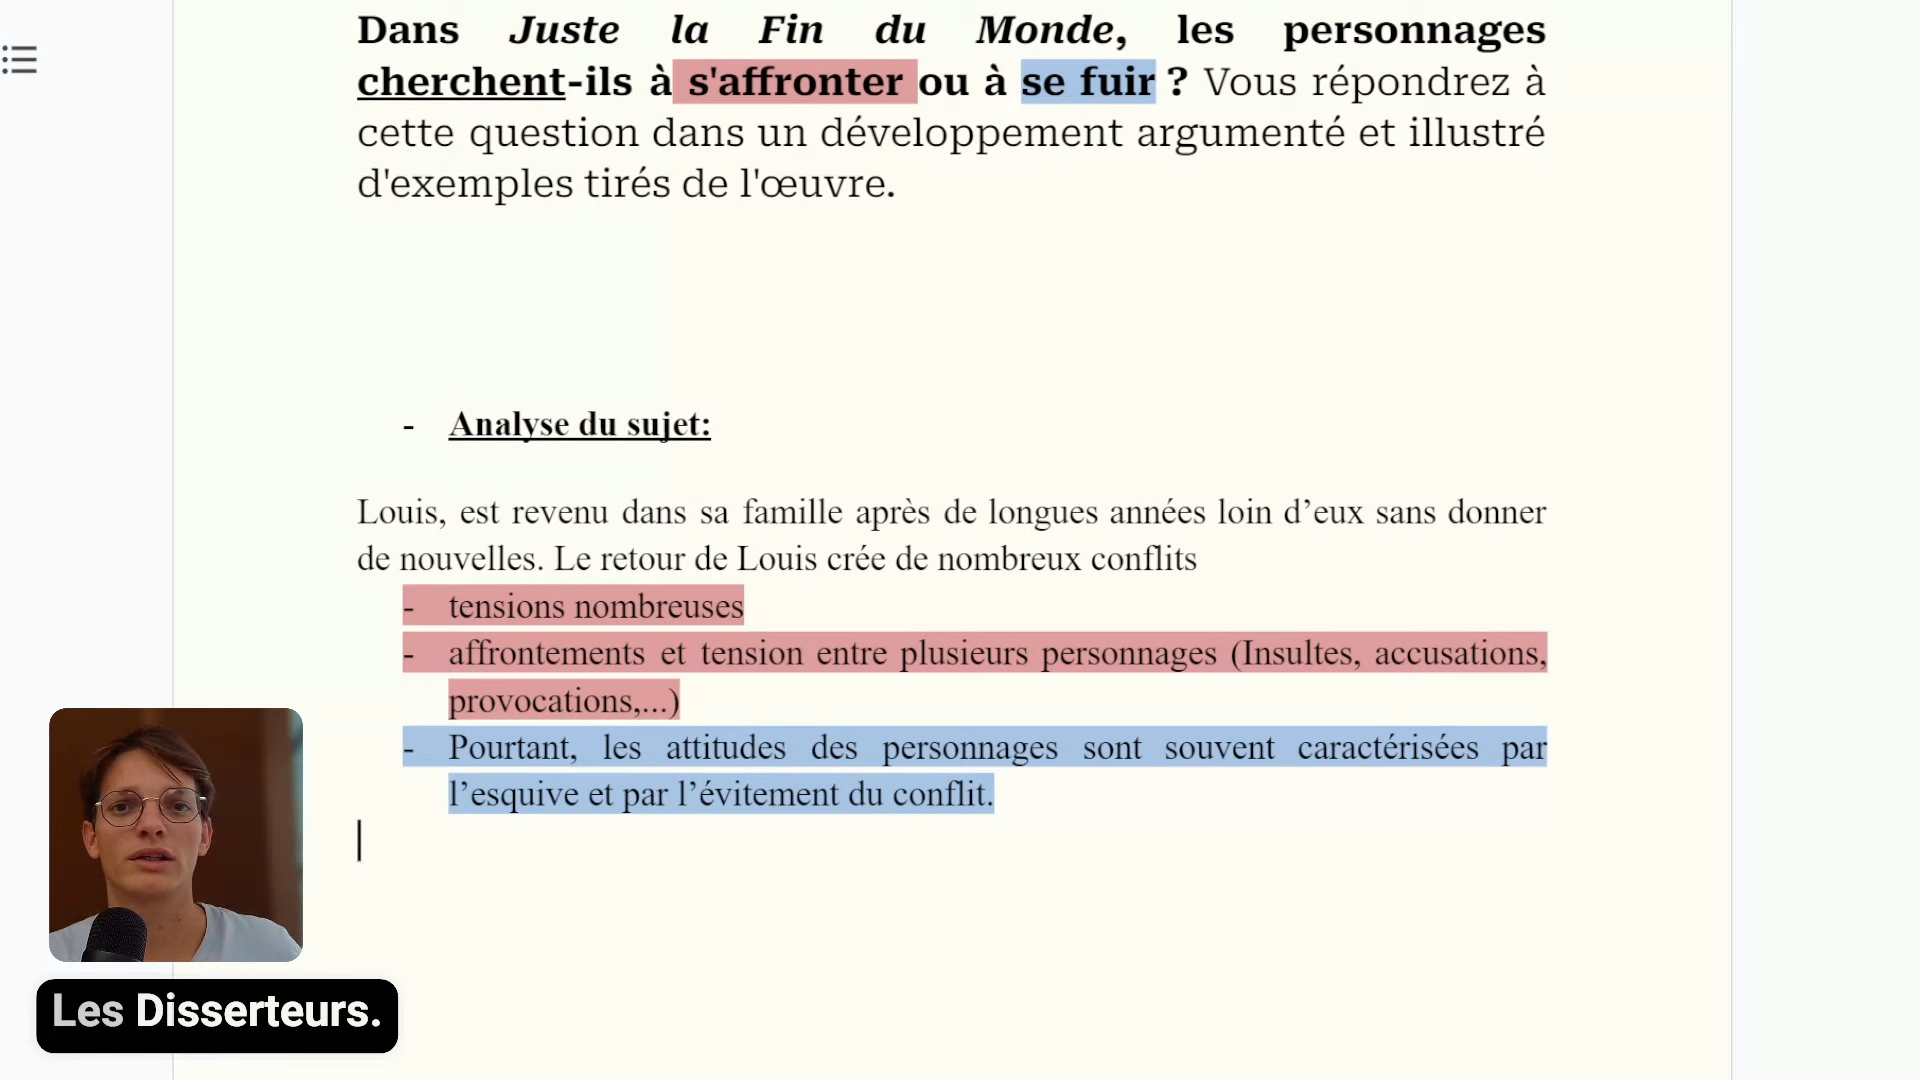 Dans Juste la Fin du Monde, les personnages
cherchent-ils à s'affronter ou à se fuir ? Vous répondrez à
cette question dans un développement argumenté et illustré
d'exemples tirés de l'œuvre.
- Analyse du sujet:
Louis, est revenu dans sa famille après de longues années loin d’eux sans donner
de nouvelles. Le retour de Louis crée de nombreux conflits
- tensions nombreuses
- affrontements et tension entre plusieurs personnages (Insultes, accusations,
provocations,...)
- Pourtant, les attitudes des personnages sont souvent caractérisées par
l’esquive et par l’évitement du conflit.
Les Disserteurs.